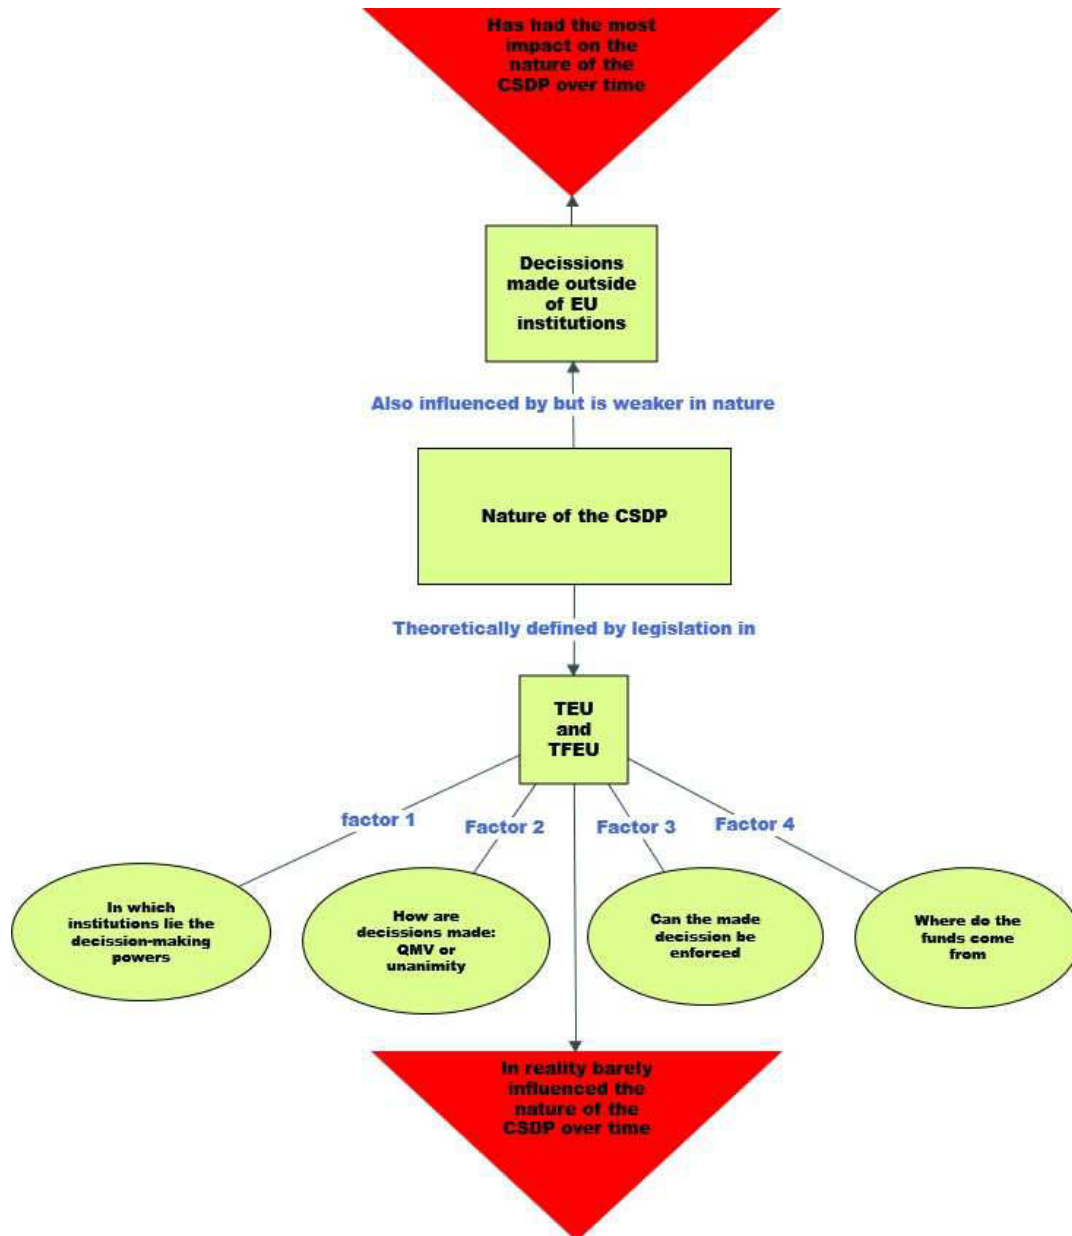 Has had the most
impact on the
nature of the
CSDP over time
Decissions
made outside
of EU
institutions
Also influenced by but is weaker in nature
Nature of the CSDP
Theoretically defined by legislation in
TEU
and
TFEU
factor 1
Factor 2
Factor 3
Factor 4
In which
institutions lie the
decission-making
powers
How are
decissions made:
QMV or
unanimity
Can the made
decission be
enforced
Where do the
funds come
from
In reality barely
influenced the
nature of the
CSDP over time